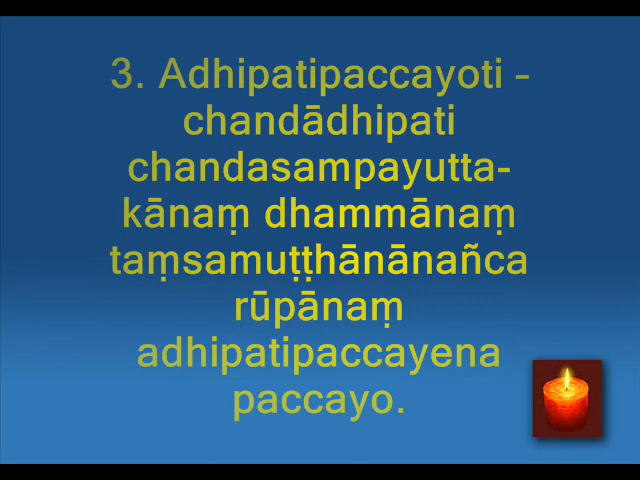 3. Adhipatipaccayoti –
chandādhipati
chandasampayutta-
kānaṃ dhammānaṃ
taṃsamuṭṭhānānañca
rūpānaṃ
adhipatipaccayena
paccayo.